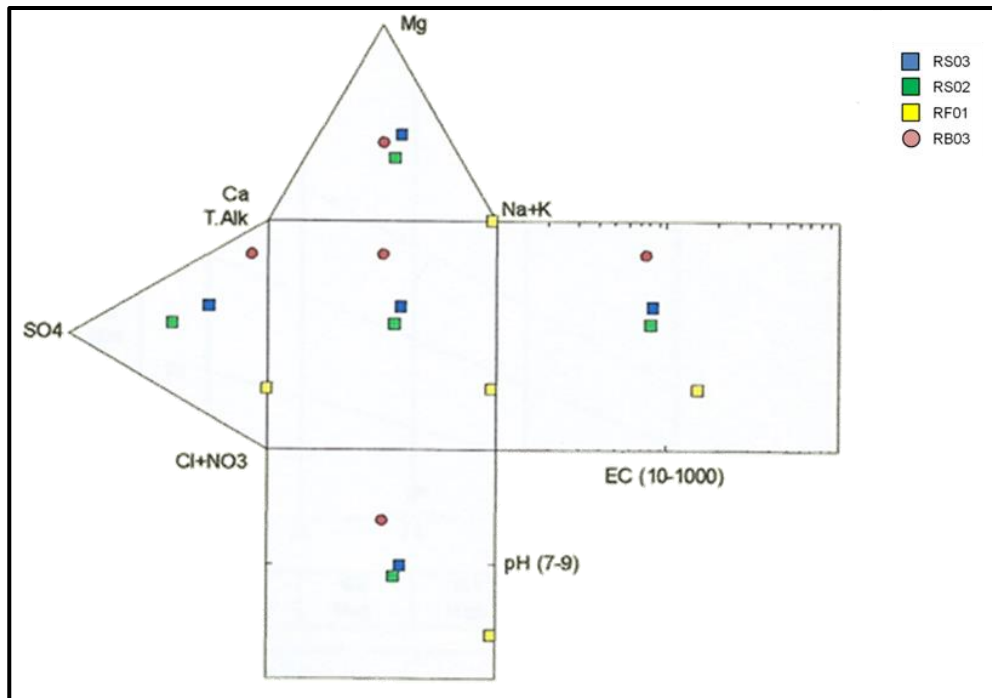 Mg
RS03
RS02
RF01
RB03
Ca
T.Alk
Na+K
SO4
Cl+NO3
EC (10-1000)
pH (7-9)